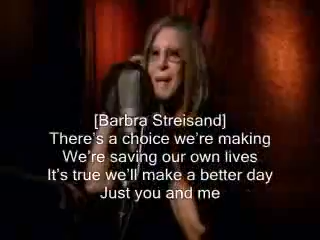 [Barbra Streisand]
There's a choice we're making
We're saving our own lives
It's true we'll make a better day
Just you and me